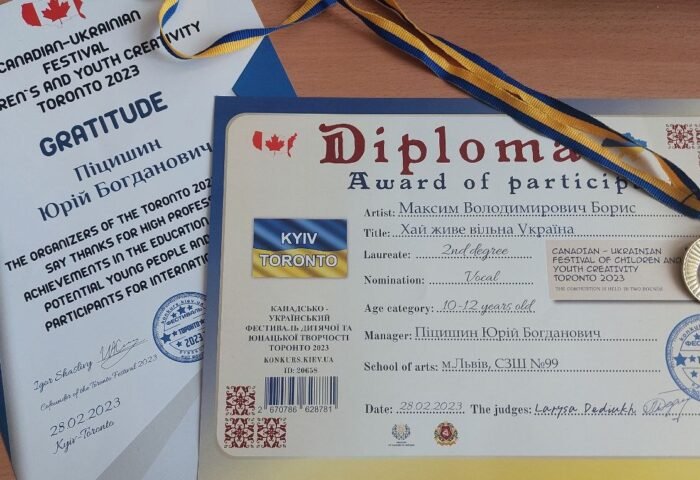 CANADIAN-UKRAINIAN
FESTIVAL
REN`S AND YOUTH CREATIVITY
TORONTO 2023
GRATITUDE
Піцишин
Юрій Богданович
THE ORGANIZERS OF THE TORONTO 202
SAY THANKS FOR HIGH PROFES
ACHIEVEMENTS IN THE EDUCATION
POTENTIAL YOUNG PEOPLE AND
PARTICIPANTS FOR INTERNATI
Igor Skasliny
Cofounder of the Toronto Festival 2023
28.02.2023
Kyiv-Toronto
Diploma
Award of particip
Artist: Максим Володимирович Борис
Title: Хай живе вільна Україна
Laureate: 2nd degree
Nomination: Vocal
Age category: 10-12 years old
Manager: Піцишин Юрій Богданович
School of arts: м.Львів, СЗШ №99
Date: 28.02.2023 The judges: Larysa Dediukh
KYIV
TORONTO
КАНАДСЬКО -
УКРАЇНСЬКИЙ
ФЕСТИВАЛЬ ДИТЯЧОЇ ТА
ЮНАЦЬКОЇ ТВОРЧОСТІ
ТОРОНТО 2023
KONKURS.KIEV.UA
ID: 20658
2 670786 628781
CANADIAN - UKRAINIAN
FESTIVAL OF CHILDREN AND
YOUTH CREATIVITY
TORONTO 2023
THE COMPETITION IS HELD IN TWO ROUNDS